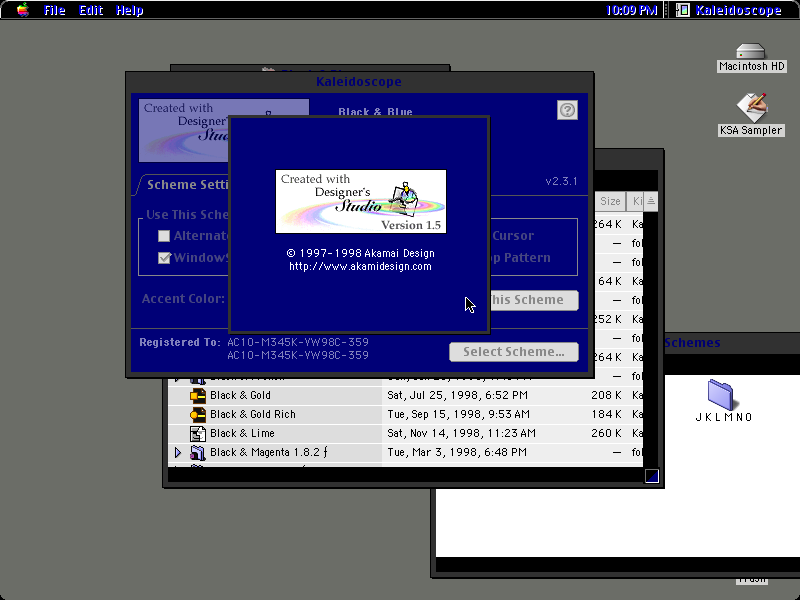 File Edit Help
10:09 PM
Kaleidoscope
Macintosh HD
KSA Sampler
Kaleidoscope
Created with
Designer's
Black & Blue
Created with
Designer's
Studio
Version 1.5
© 1997-1998 Akamai Design
http://www.akamidesign.com
v2.3.1
Scheme Setti
Use This Sche
Alternat
Windows
Cursor
p Pattern
Accent Color:
his Scheme
Registered To: AC10-M345K-VW98C-359
AC10-M345K-VW98C-359
Select Scheme...
Size Ki
264 K Ka
— fol
64 K Ka
— fol
252 K Ka
— fol
264 K Ka
— fol
Black & Gold Sat, Jul 25, 1998, 6:52 PM 208 K Ka
Black & Gold Rich Tue, Sep 15, 1998, 9:53 AM 184 K Ka
Black & Lime Sat, Nov 14, 1998, 11:23 AM 260 K Ka
Black & Magenta 1.8.2 ƒ Tue, Mar 3, 1998, 6:48 PM — fol
Schemes
J K L M N O